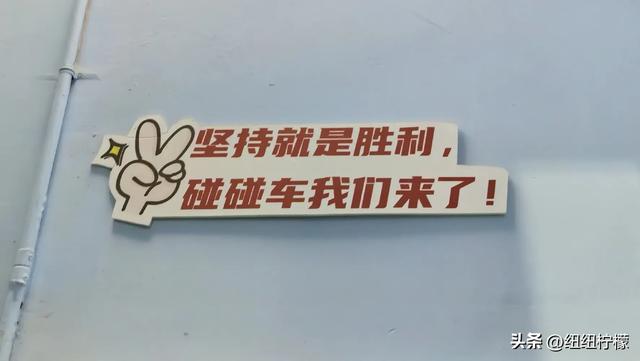 坚持就是胜利，
碰碰车我们来了！
头条 @纽纽柠檬